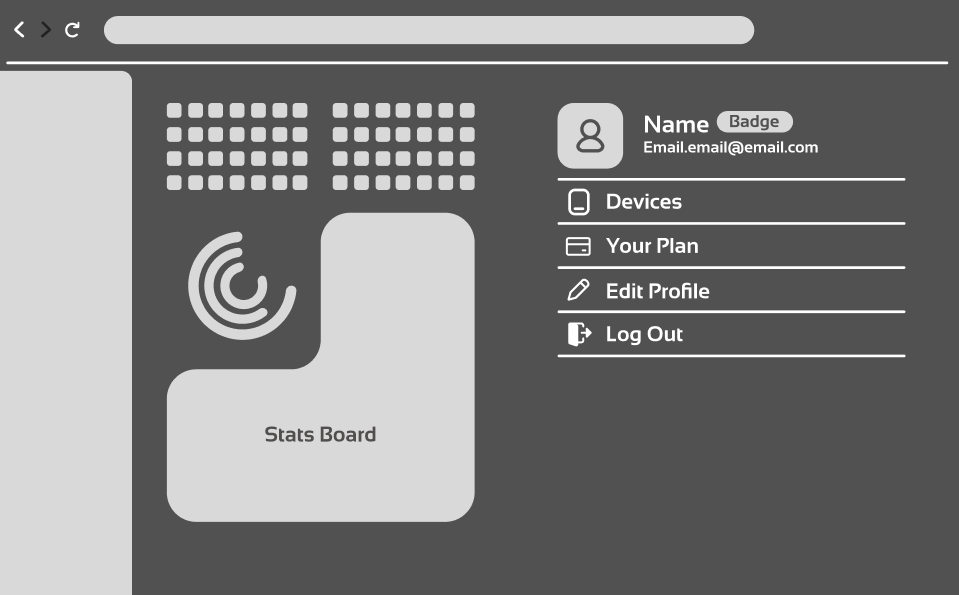 Name Badge
Email.email@email.com
Devices
Your Plan
Edit Profile
Log Out
Stats Board